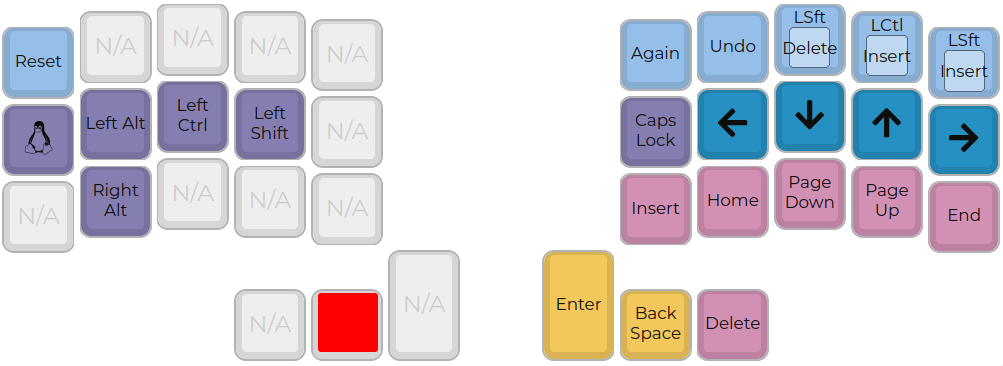 Reset
N/A
N/A
N/A
N/A
Again
Undo
LSft
Delete
LCtl
Insert
LSft
Insert
Left Alt
Left
Ctrl
Left
Shift
N/A
Caps
Lock
N/A
Right
Alt
N/A
N/A
N/A
Insert
Home
Page
Down
Page
Up
End
N/A
N/A
Enter
Back
Space
Delete